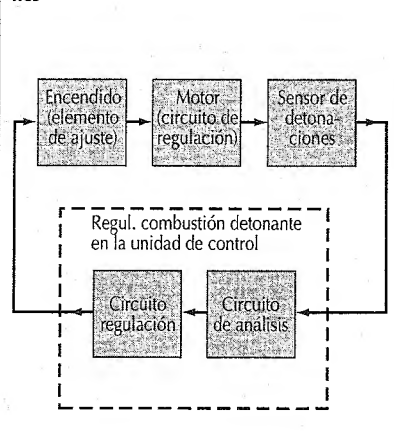 Encendido
(elemento
de ajuste)
Motor
(circuito de
regulación)
Sensor de
detona-
ciones
Regul. combustión detonante
en la unidad de control
Circuito
regulación
Circuito
de análisis